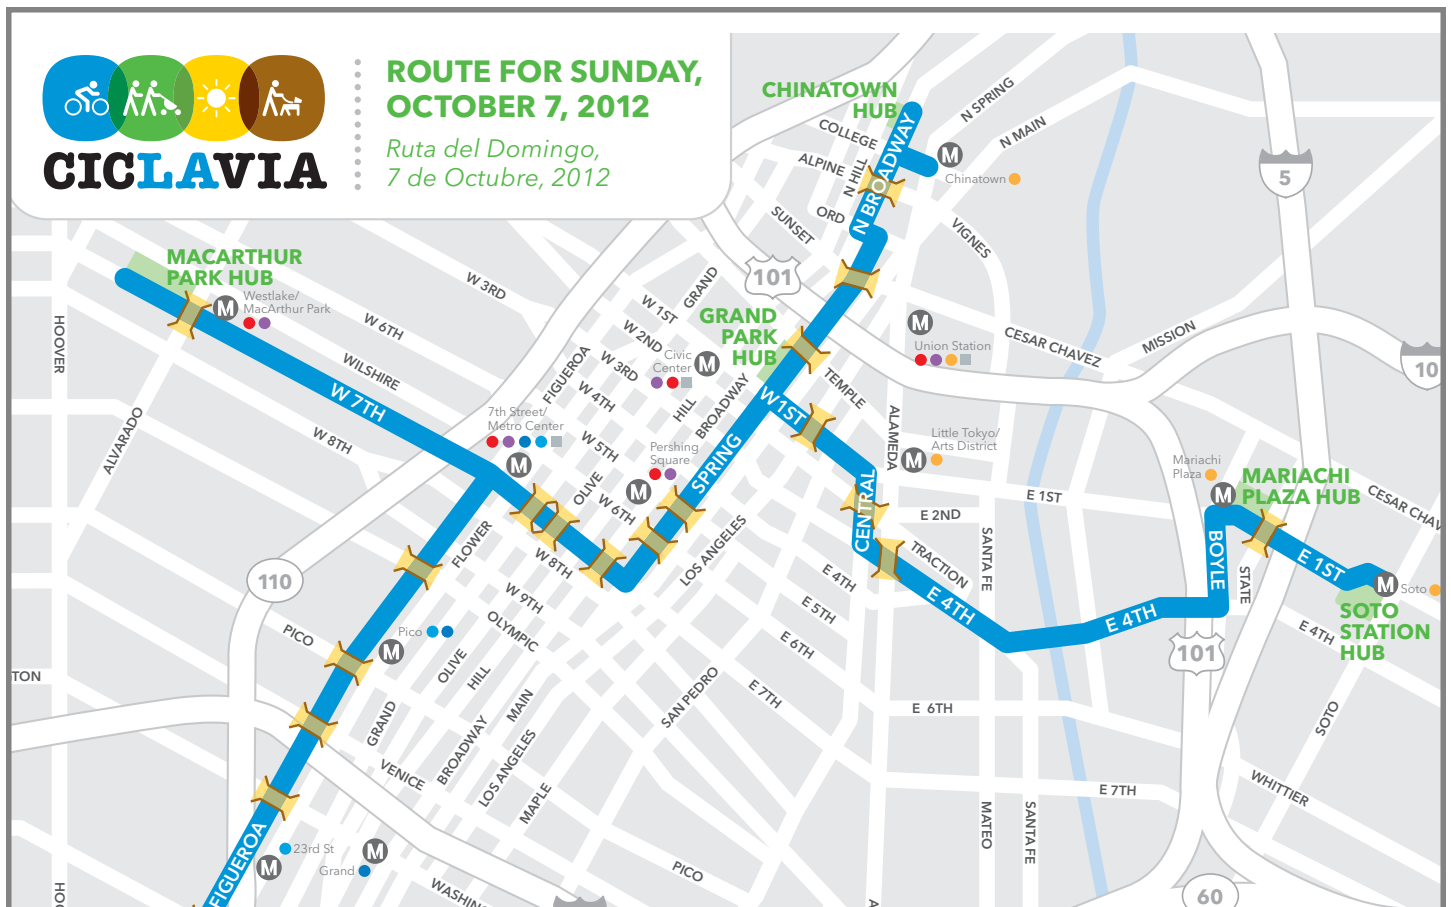 CICLAVIA
ROUTE FOR SUNDAY,
OCTOBER 7, 2012
Ruta del Domingo,
7 de Octubre, 2012
CHINATOWN
HUB
N SPRING
N MAIN
COLLEGE
ALPINE
N HILL
N BROADWAY
M
Chinatown
ORD
SUNSET
VIGNES
5
101
MACARTHUR
PARK HUB
M
Westlake/
MacArthur Park
W 3RD
W 6TH
WILSHIRE
W 7TH
W 8TH
HOOVER
ALVARADO
GRAND
W 1ST
W 2ND
W 3RD
W 4TH
W 5TH
W 6TH
FIGUEROA
GRAND
PARK
HUB
Civic
Center
M
HILL
BROADWAY
OLIVE
7th Street/
Metro Center
M
Pershing
Square
M
SPRING
LOS ANGELES
W 1ST
TEMPLE
M
Union Station
CESAR CHAVEZ
MISSION
10
ALAMEDA
Little Tokyo/
Arts District
M
CENTRAL
E 1ST
E 2ND
SANTA FE
TRACTION
E 4TH
E 4TH
E 4TH
E 5TH
E 6TH
E 7TH
Mariachi
Plaza
M
MARIACHI
PLAZA HUB
CESAR CHAV
BOYLE
STATE
E 1ST
M
Soto
SOTO
STATION
HUB
E 4TH
101
SOTO
WHITTIER
110
FLOWER
W 8TH
W 9TH
OLYMPIC
PICO
Pico
M
OLIVE
HILL
GRAND
BROADWAY
MAIN
LOS ANGELES
MAPLE
VENICE
SAN PEDRO
E 6TH
E 7TH
MATEO
SANTA FE
TON
FIGUEROA
23rd St
M
Grand
M
HOO
WASHIN
PICO
A
60